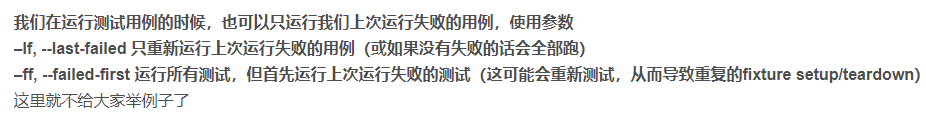 我们在运行测试用例的时候，也可以只运行我们上次运行失败的用例，使用参数
–lf, --last-failed 只重新运行上次运行失败的用例（或如果没有失败的话会全部跑）
–ff, --failed-first 运行所有测试，但首先运行上次运行失败的测试（这可能会重新测试，从而导致重复的fixture setup/teardown）
这里就不给大家举例子了